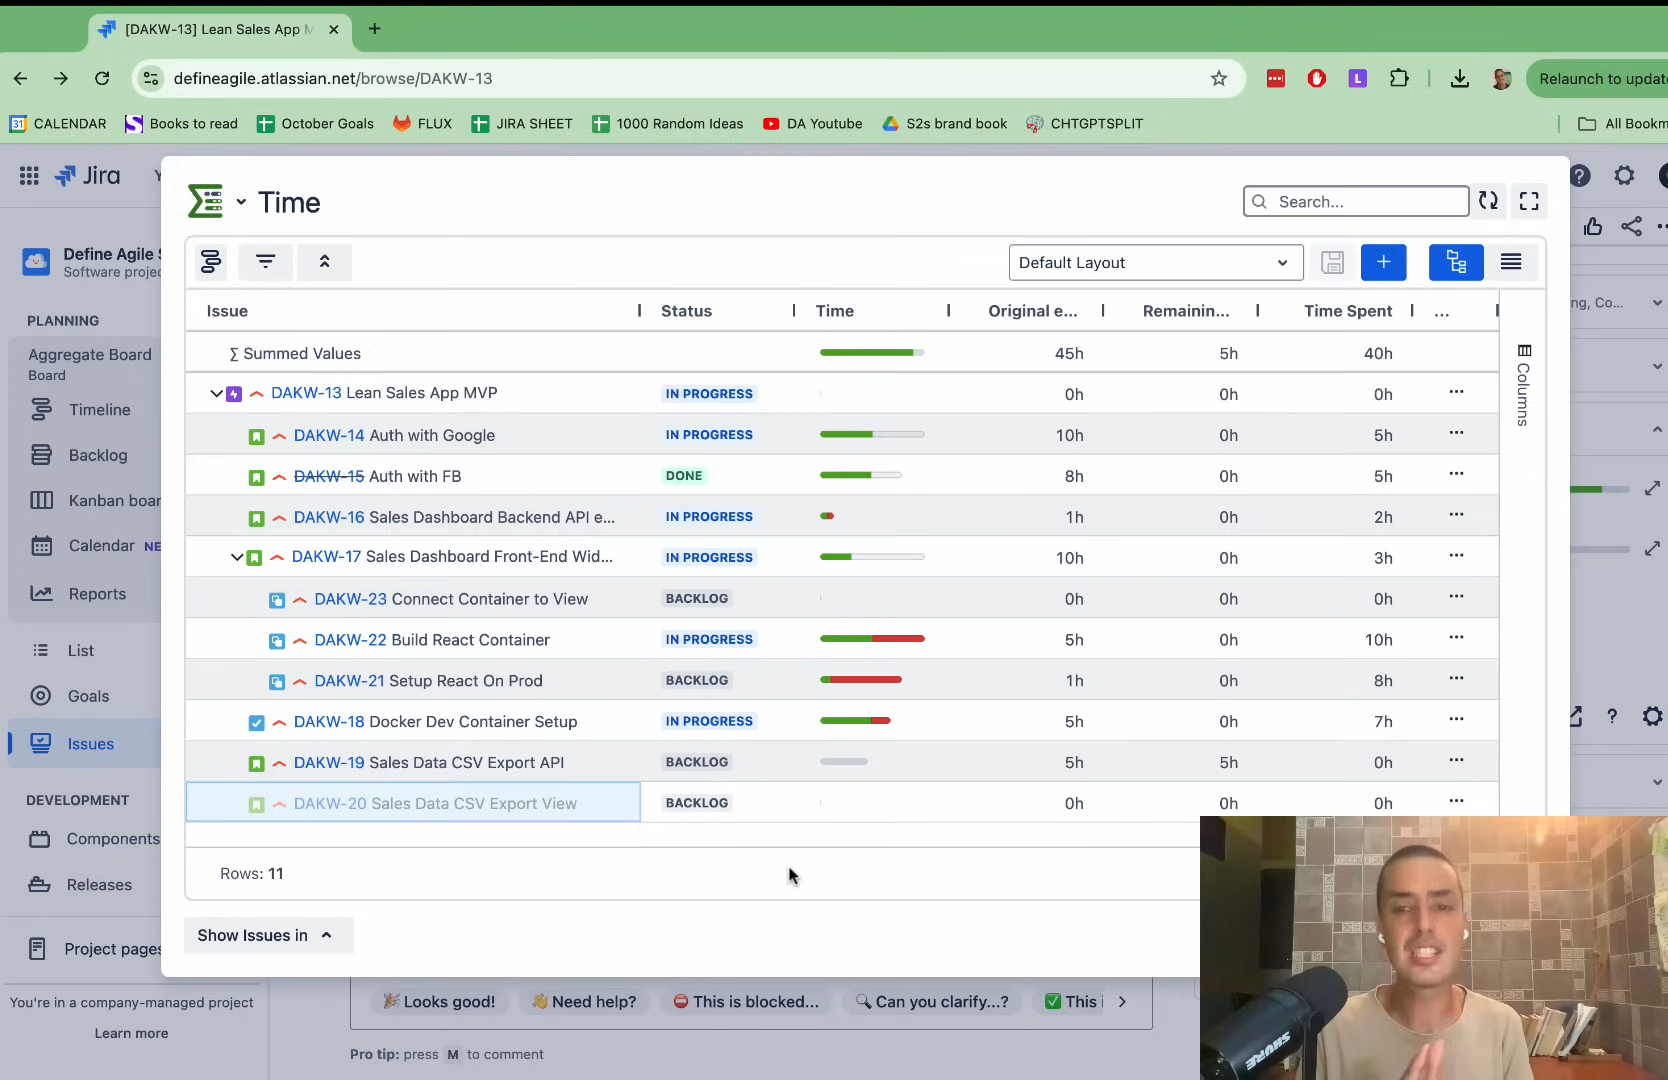 [DAKW-13] Lean Sales App M
defineagile.atlassian.net/browse/DAKW-13
L
Relaunch to updat
31 CALENDAR
Books to read
October Goals
FLUX
JIRA SHEET
1000 Random Ideas
DA Youtube
S2s brand book
CHTGPTSPLIT
All Bookm
Jira
Y
Time
Search...
Define Agile S
Software projec
Default Layout
PLANNING
Aggregate Board
Board
Timeline
Backlog
Kanban boar
Calendar NE
Reports
List
Goals
Issues
DEVELOPMENT
Components
Releases
Project pages
You're in a company-managed project
Learn more
Issue Status Time Original e... Remainin... Time Spent ...
∑ Summed Values 45h 5h 40h
DAKW-13 Lean Sales App MVP IN PROGRESS 0h 0h 0h ...
DAKW-14 Auth with Google IN PROGRESS 10h 0h 5h ...
DAKW-15 Auth with FB DONE 8h 0h 5h ...
DAKW-16 Sales Dashboard Backend API e... IN PROGRESS 1h 0h 2h ...
DAKW-17 Sales Dashboard Front-End Wid... IN PROGRESS 10h 0h 3h ...
DAKW-23 Connect Container to View BACKLOG 0h 0h 0h ...
DAKW-22 Build React Container IN PROGRESS 5h 0h 10h ...
DAKW-21 Setup React On Prod BACKLOG 1h 0h 8h ...
DAKW-18 Docker Dev Container Setup IN PROGRESS 5h 0h 7h ...
DAKW-19 Sales Data CSV Export API BACKLOG 5h 5h 0h ...
DAKW-20 Sales Data CSV Export View BACKLOG 0h 0h 0h ...
Columns
ng, Co...
Rows: 11
Show Issues in
Looks good!
Need help?
This is blocked...
Can you clarify...?
This i
Pro tip: press M to comment
SHURE